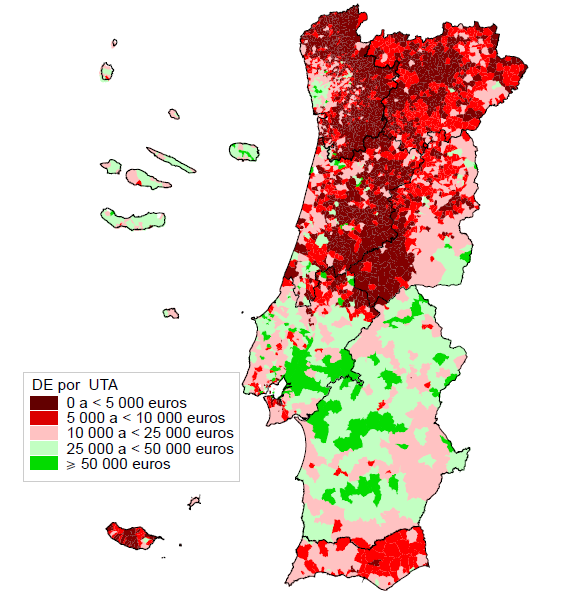 DE por UTA
0 a < 5 000 euros
5 000 a < 10 000 euros
10 000 a < 25 000 euros
25 000 a < 50 000 euros
⩾ 50 000 euros